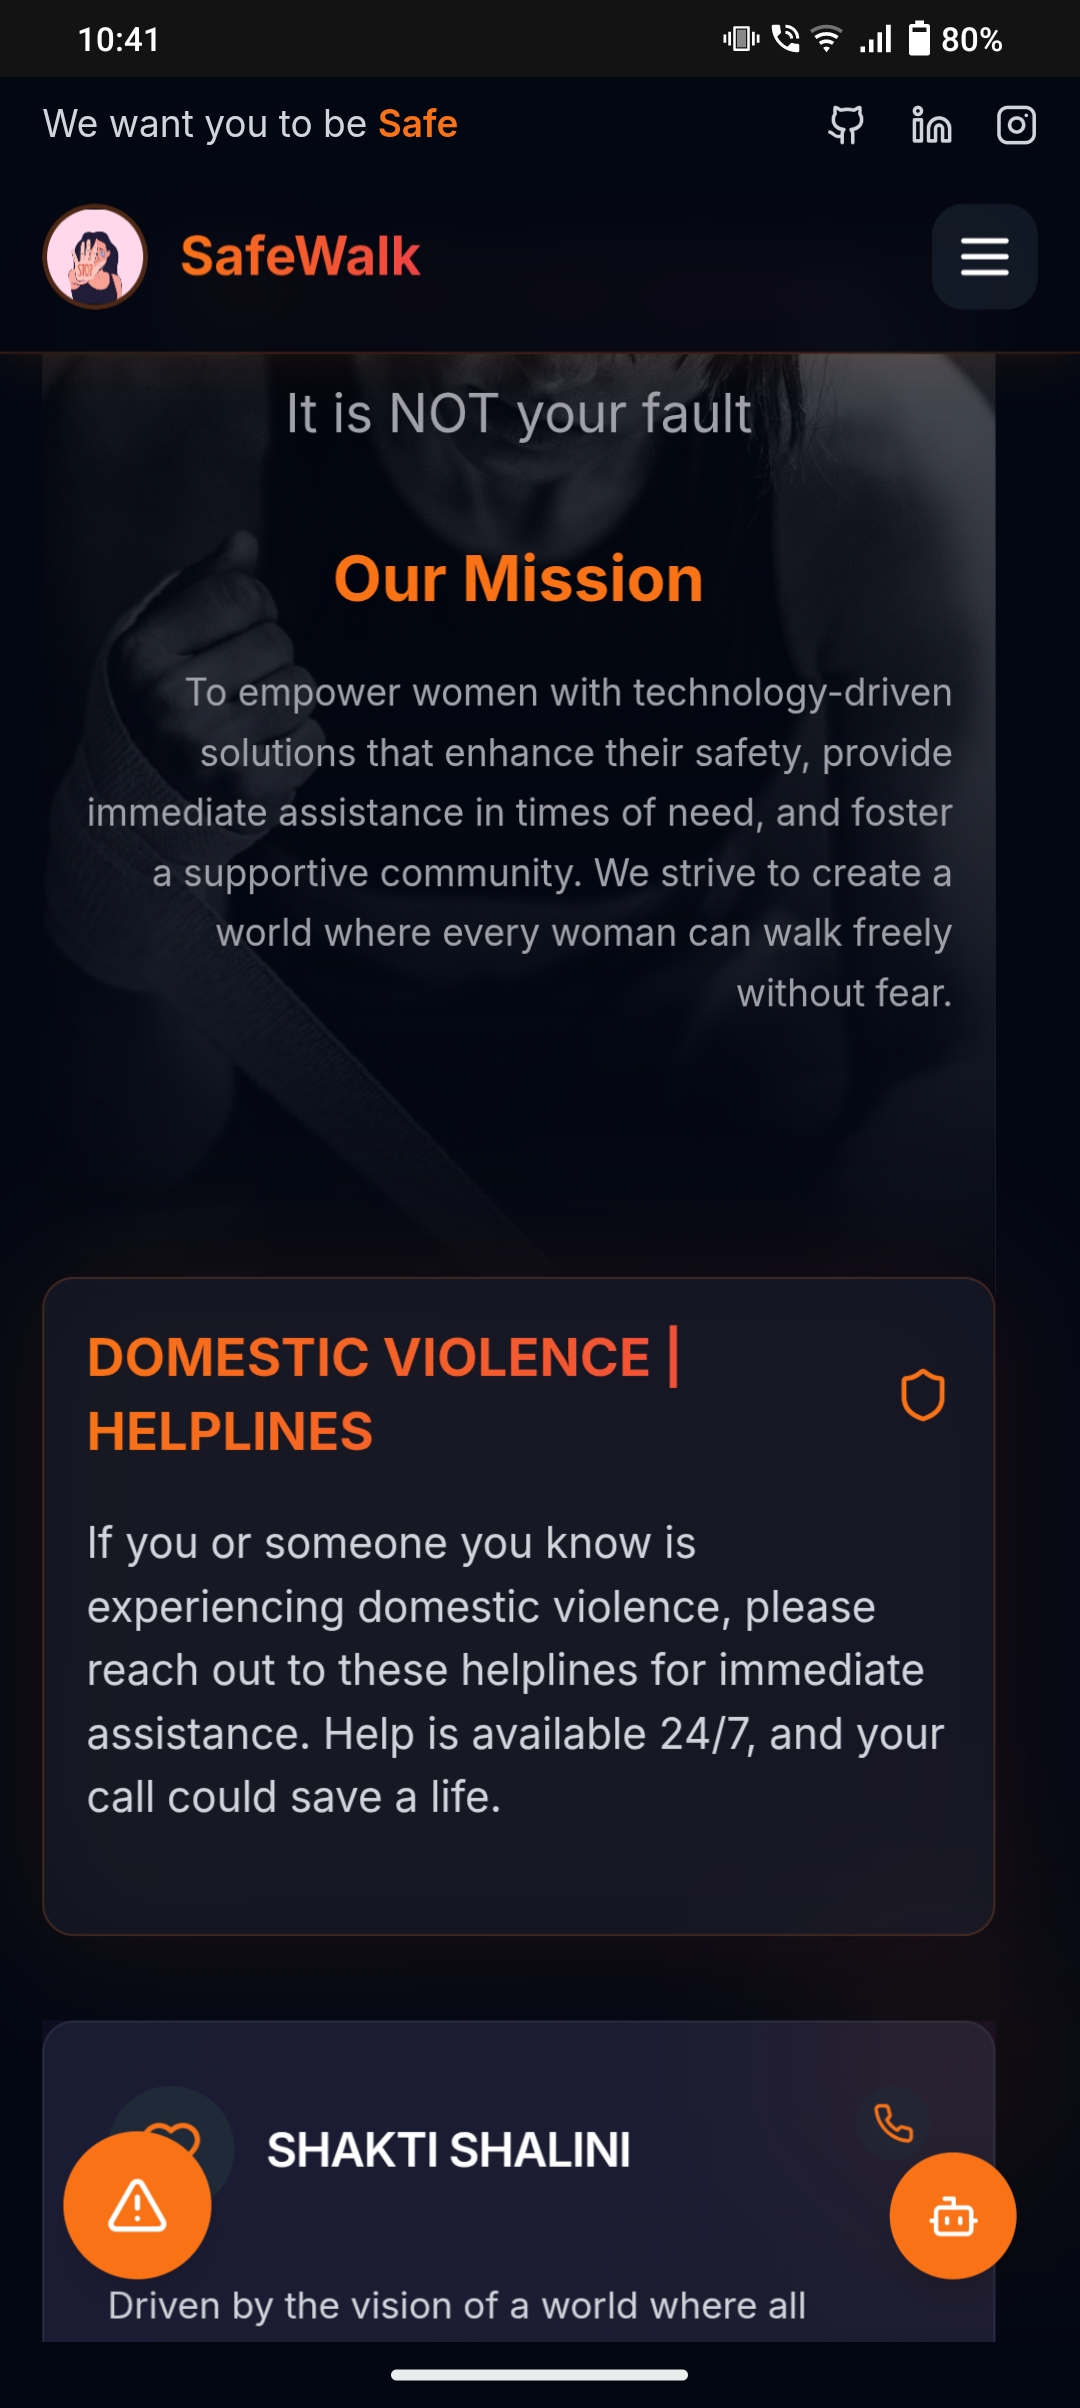 10:41
80%
We want you to be Safe
SafeWalk
It is NOT your fault
Our Mission
To empower women with technology-driven
solutions that enhance their safety, provide
immediate assistance in times of need, and foster
a supportive community. We strive to create a
world where every woman can walk freely
without fear.
DOMESTIC VIOLENCE |
HELPLINES
If you or someone you know is
experiencing domestic violence, please
reach out to these helplines for immediate
assistance. Help is available 24/7, and your
call could save a life.
SHAKTI SHALINI
Driven by the vision of a world where all